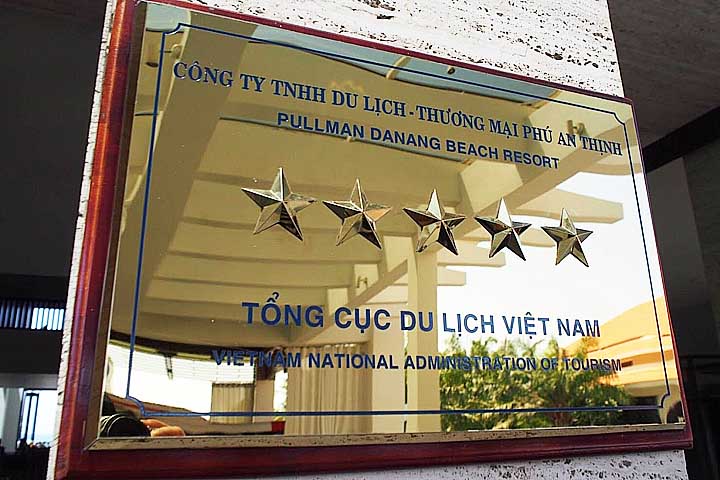 CÔNG TY TNHH DU LỊCH - THƯƠNG MẠI PHÚ AN THỊNH
PULLMAN DANANG BEACH RESORT
TỔNG CỤC DU LỊCH VIỆT NAM
VIETNAM NATIONAL ADMINISTRATION OF TOURISM